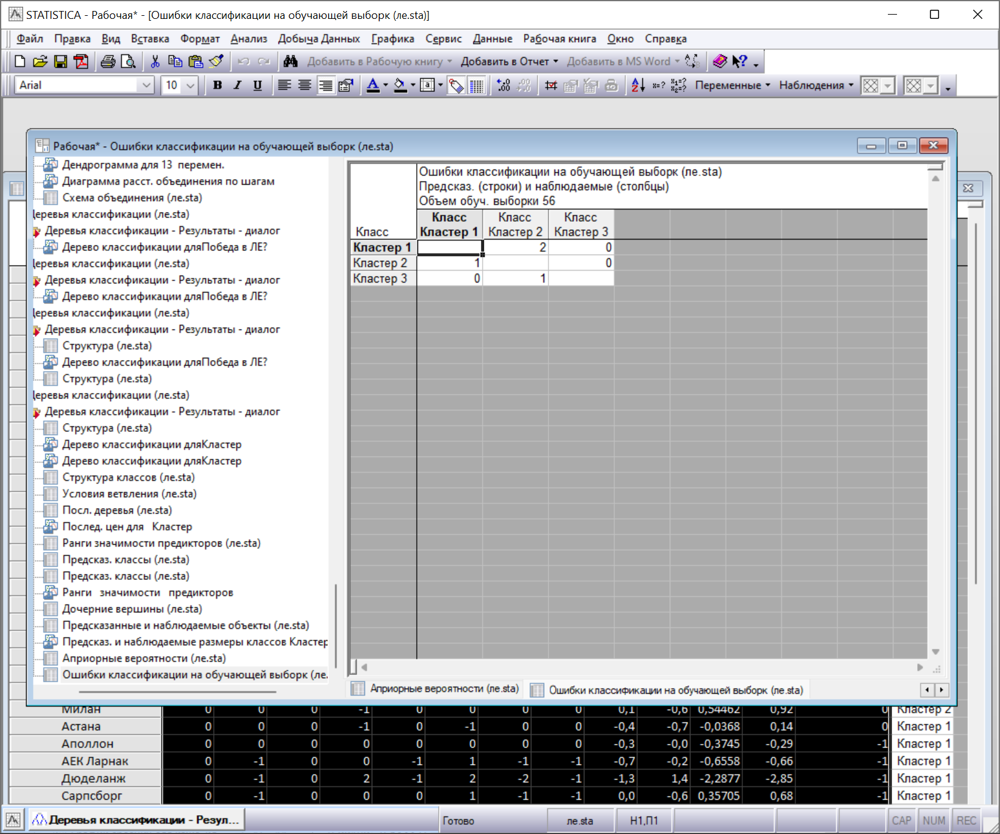 STATISTICA - Рабочая* - [Ошибки классификации на обучающей выборк (ле.sta)]
Файл Правка Вид Вставка Формат Анализ Добыча Данных Графика Сервис Данные Рабочая книга Окно Справка
Добавить в Рабочую книгу Добавить в Отчет Добавить в MS Word
Arial 10 B I U Переменные Наблюдения
Рабочая* - Ошибки классификации на обучающей выборк (ле.sta)
Дендрограмма для 13 перемен.
Диаграмма расст. объединения по шагам
Схема объединения (ле.sta)
Деревья классификации (ле.sta)
Деревья классификации - Результаты - диалог
Дерево классификации дляПобеда в ЛЕ?
Деревья классификации (ле.sta)
Деревья классификации - Результаты - диалог
Дерево классификации дляПобеда в ЛЕ?
Деревья классификации (ле.sta)
Деревья классификации - Результаты - диалог
Структура (ле.sta)
Дерево классификации дляПобеда в ЛЕ?
Структура (ле.sta)
Деревья классификации (ле.sta)
Деревья классификации - Результаты - диалог
Структура (ле.sta)
Дерево классификации дляКластер
Дерево классификации дляКластер
Структура классов (ле.sta)
Условия ветвления (ле.sta)
Посл. деревья (ле.sta)
Послед. цен для Кластер
Ранги значимости предикторов (ле.sta)
Предсказ. классы (ле.sta)
Предсказ. классы (ле.sta)
Ранги значимости предикторов
Дочерние вершины (ле.sta)
Предсказанные и наблюдаемые объекты (ле.sta)
Предсказ. и наблюдаемые размеры классов Кластер
Априорные вероятности (ле.sta)
Ошибки классификации на обучающей выборк (ле.
Ошибки классификации на обучающей выборк (ле.sta)
Предсказ. (строки) и наблюдаемые (столбцы)
Объем обуч. выборки 56
Класс Класс Класс
Класс Кластер 1 Кластер 2 Кластер 3
Кластер 1 2 0
Кластер 2 1 0
Кластер 3 0 1
Априорные вероятности (ле.sta) Ошибки классификации на обучающей выборк (ле.sta)
Милан 0 0 0 -1 0 0 0 0 0,1 -0,6 0,54462 0,92 0 Кластер 2
Астана 0 0 0 -1 0 -1 0 0 -0,4 -0,7 -0,0368 0,14 0 Кластер 1
Аполлон 0 0 0 0 0 0 0 0 -0,3 -0,0 -0,3745 -0,29 -1 Кластер 1
АЕК Ларнак 0 -1 0 0 -1 1 -1 -1 -0,7 -0,2 -0,6558 -0,66 -1 Кластер 1
Дюделанж 0 -1 0 2 -1 2 -2 -1 -1,3 1,4 -2,2877 -2,85 -1 Кластер 1
Сарпсборг 0 -1 0 0 0 1 -1 -1 0,0 -0,6 0,35705 0,68 -1 Кластер 1
Деревья классификации - Резул... Готово ле.sta Н1,П1 CAP NUM REC